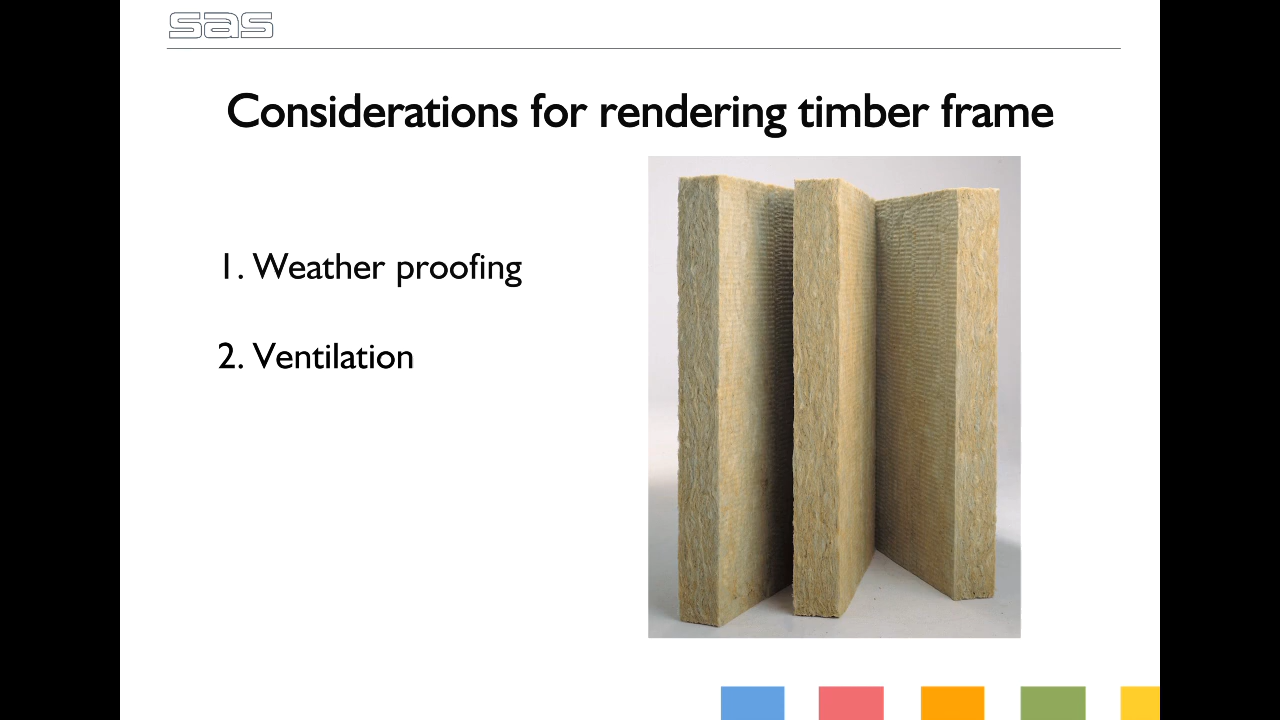 sas
Considerations for rendering timber frame
1. Weather proofing
2. Ventilation